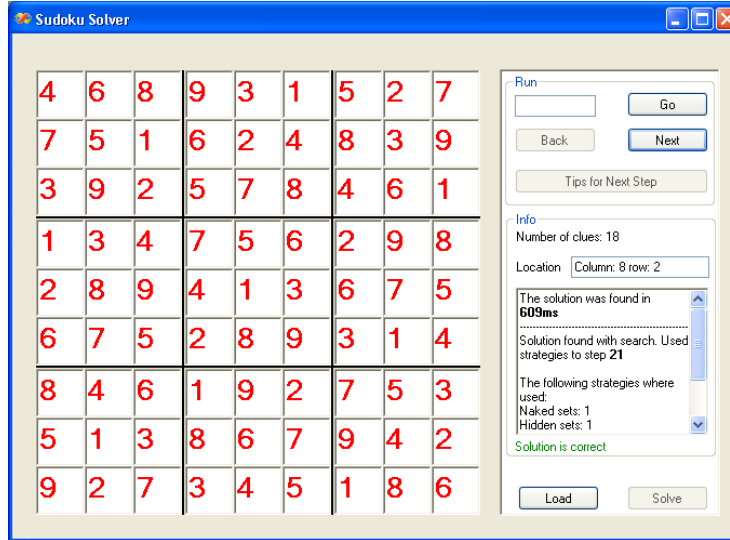 Sudoku Solver
4 6 8 9 3 1 5 2 7
7 5 1 6 2 4 8 3 9
3 9 2 5 7 8 4 6 1
1 3 4 7 5 6 2 9 8
2 8 9 4 1 3 6 7 5
6 7 5 2 8 9 3 1 4
8 4 6 1 9 2 7 5 3
5 1 3 8 6 7 9 4 2
9 2 7 3 4 5 1 8 6
Run
Go
Back Next
Tips for Next Step
Info
Number of clues: 18
Location Column: 8 row: 2
The solution was found in
609ms
Solution found with search. Used
strategies to step 21
The following strategies where
used:
Naked sets: 1
Hidden sets: 1
Solution is correct
Load Solve